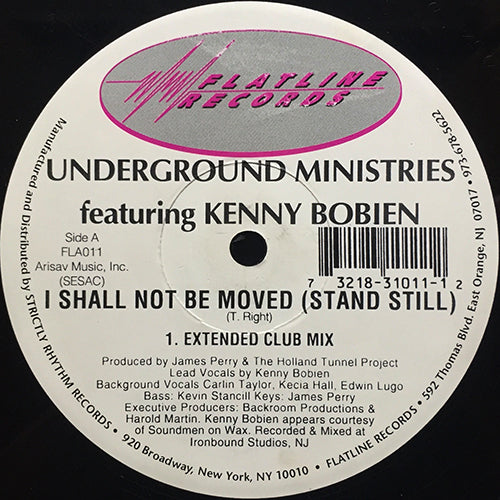 FLATLINE
RECORDS
UNDERGROUND MINISTRIES
featuring KENNY BOBIEN
Side A
FLA011
Arisav Music, Inc.
(SESAC)
7 3218-31011-1 2
I SHALL NOT BE MOVED (STAND STILL)
(T. Right)
1. EXTENDED CLUB MIX
Produced by James Perry & The Holland Tunnel Project
Lead Vocals by Kenny Bobien
Background Vocals Carlin Taylor, Kecia Hall, Edwin Lugo
Bass: Kevin Stancill Keys: James Perry
Executive Producers: Backroom Productions &
Harold Martin. Kenny Bobien appears courtesy
of Soundmen on Wax. Recorded & Mixed at
Ironbound Studios, NJ
Manufactured and Distributed by STRICTLY RHYTHM RECORDS • 920 Broadway, New York, NY 10010 • FLATLINE RECORDS • 592 Thomas Blvd. East Orange, NJ 07017 • 973-678-5622